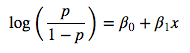 log ( p / (1 − p) ) = β₀ + β₁x